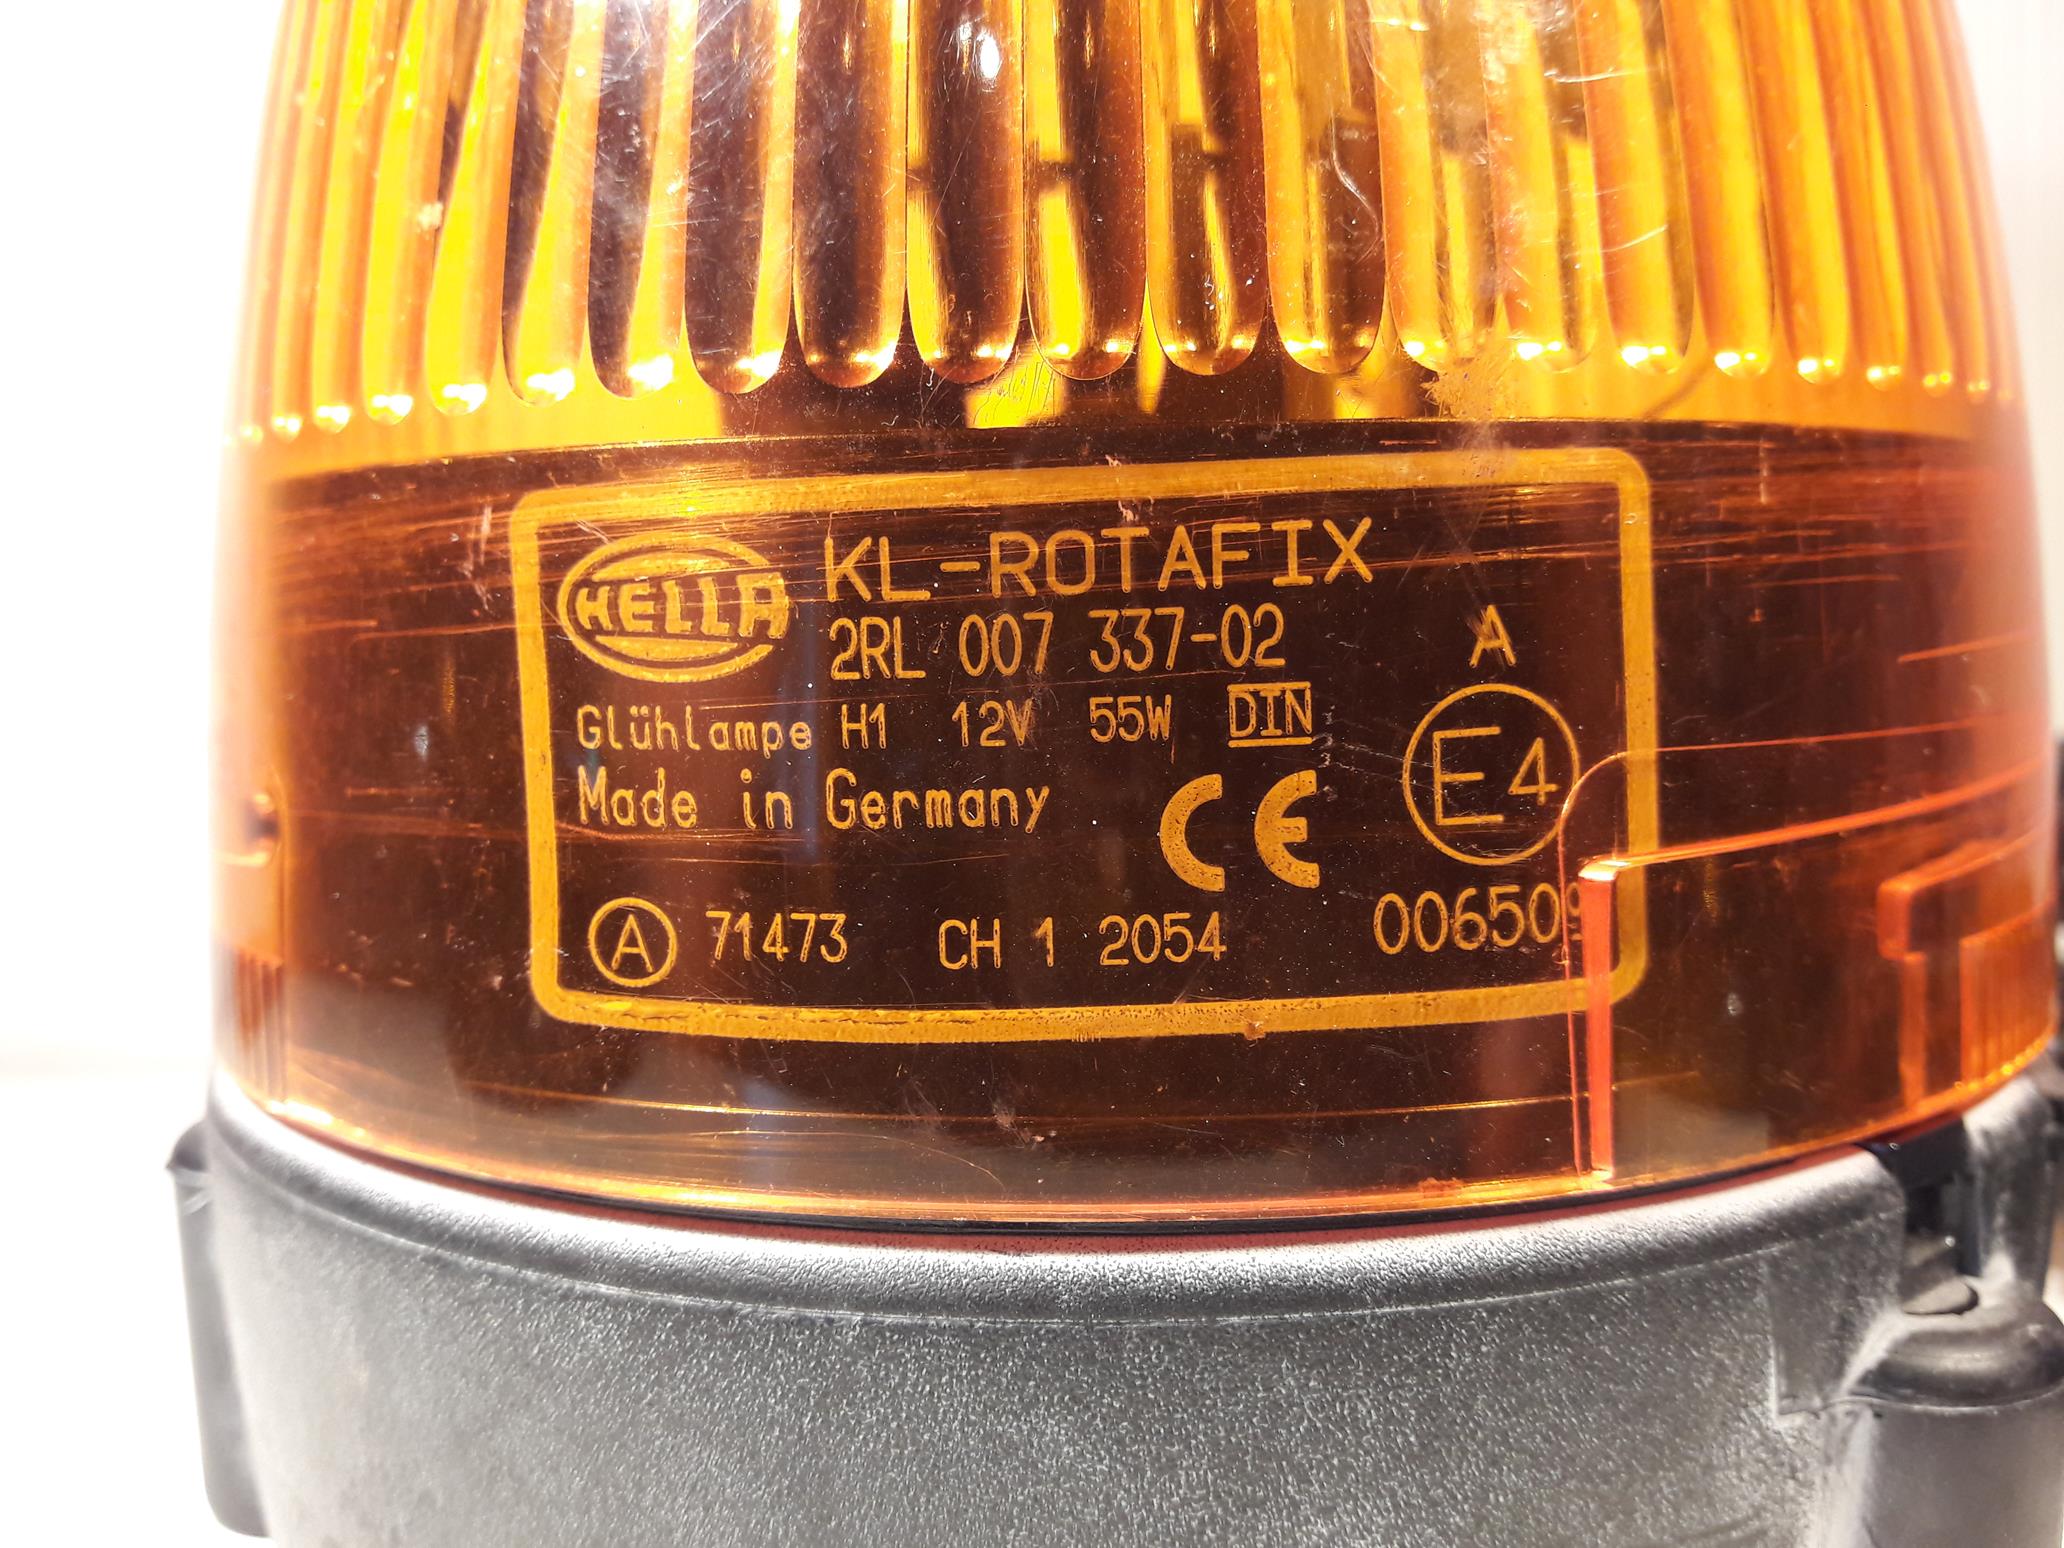 HELLA
KL-ROTAFIX
2RL 007 337-02
A
Glühlampe H1 12V 55W DIN
E4
Made in Germany CE
A 71473 CH 1 2054 006509